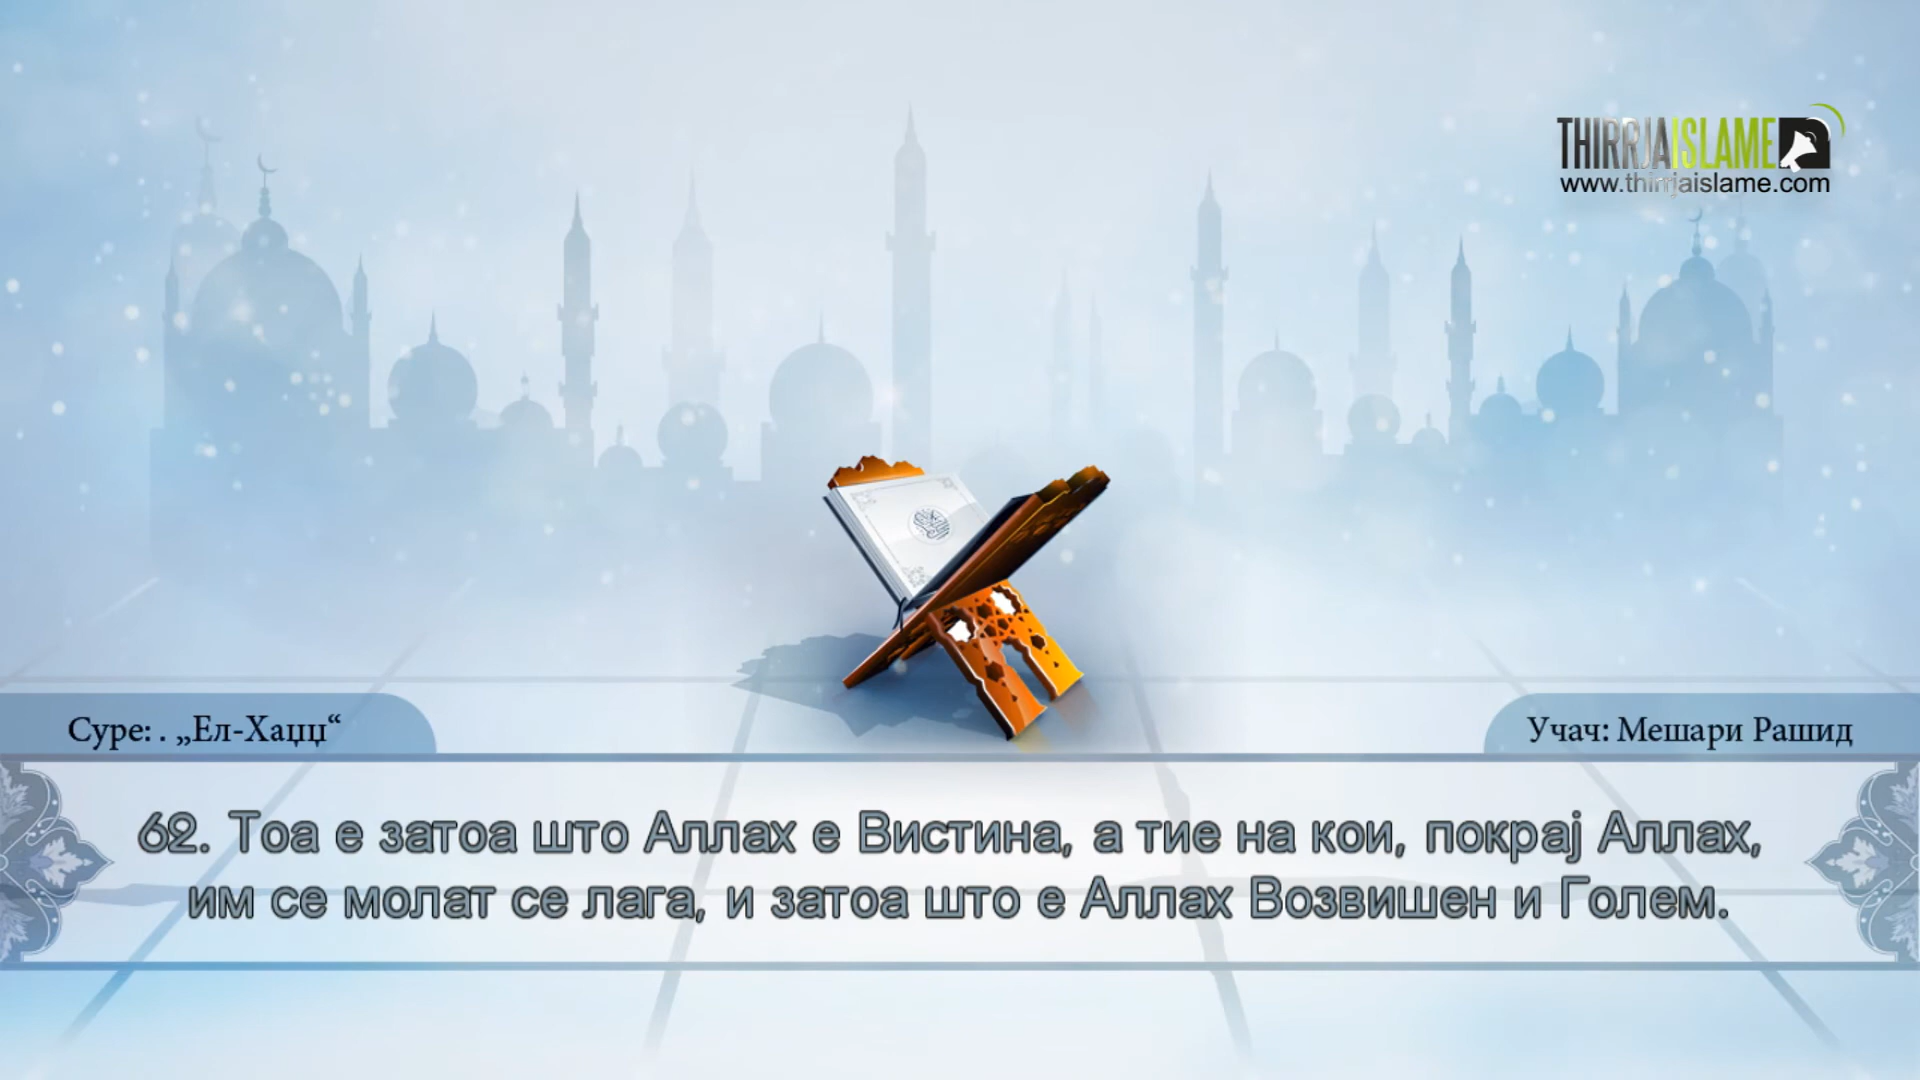 THIRRJAISLAME
www.thirrjaislame.com
Суре: . „Ел-Хаџџ“
Учач: Мешари Рашид
62. Тоа е затоа што Аллах е Вистина, а тие на кои, покрај Аллах,
им се молат се лага, и затоа што е Аллах Возвишен и Голем.